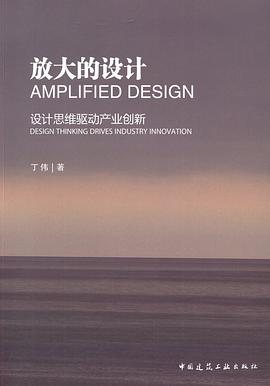 放大的设计
AMPLIFIED DESIGN
设计思维驱动产业创新
DESIGN THINKING DRIVES INDUSTRY INNOVATION
丁伟 | 著
中国建筑工业出版社